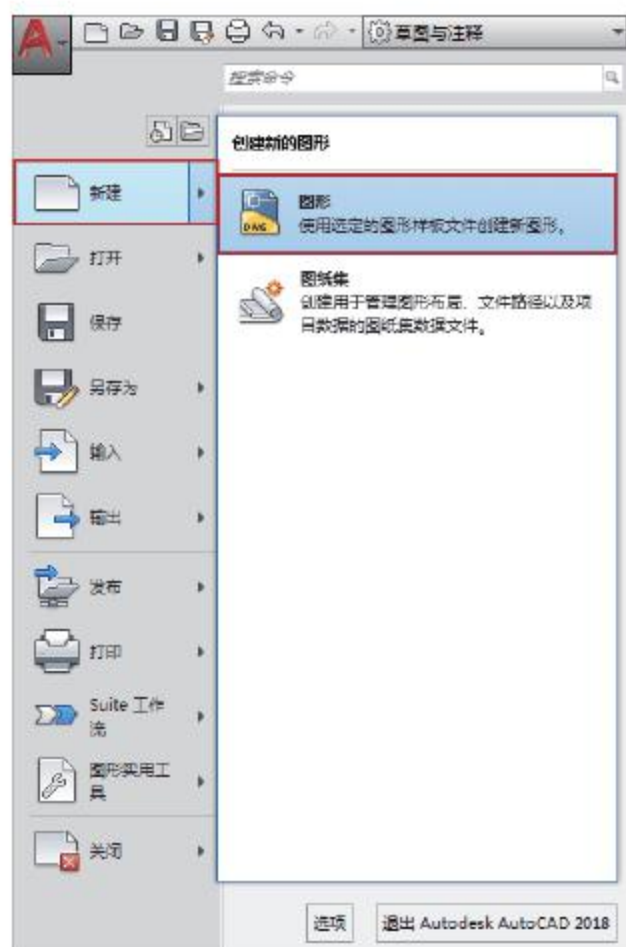 草图与注释
搜索命令
创建新的图形
新建
图形
DWG
使用选定的图形样板文件创建新图形。
打开
图纸集
创建用于管理图形布局、文件路径以及项
目数据的图纸集数据文件。
保存
另存为
输入
输出
发布
打印
Suite 工作
流
图形实用工
具
关闭
选项
退出 Autodesk AutoCAD 2018